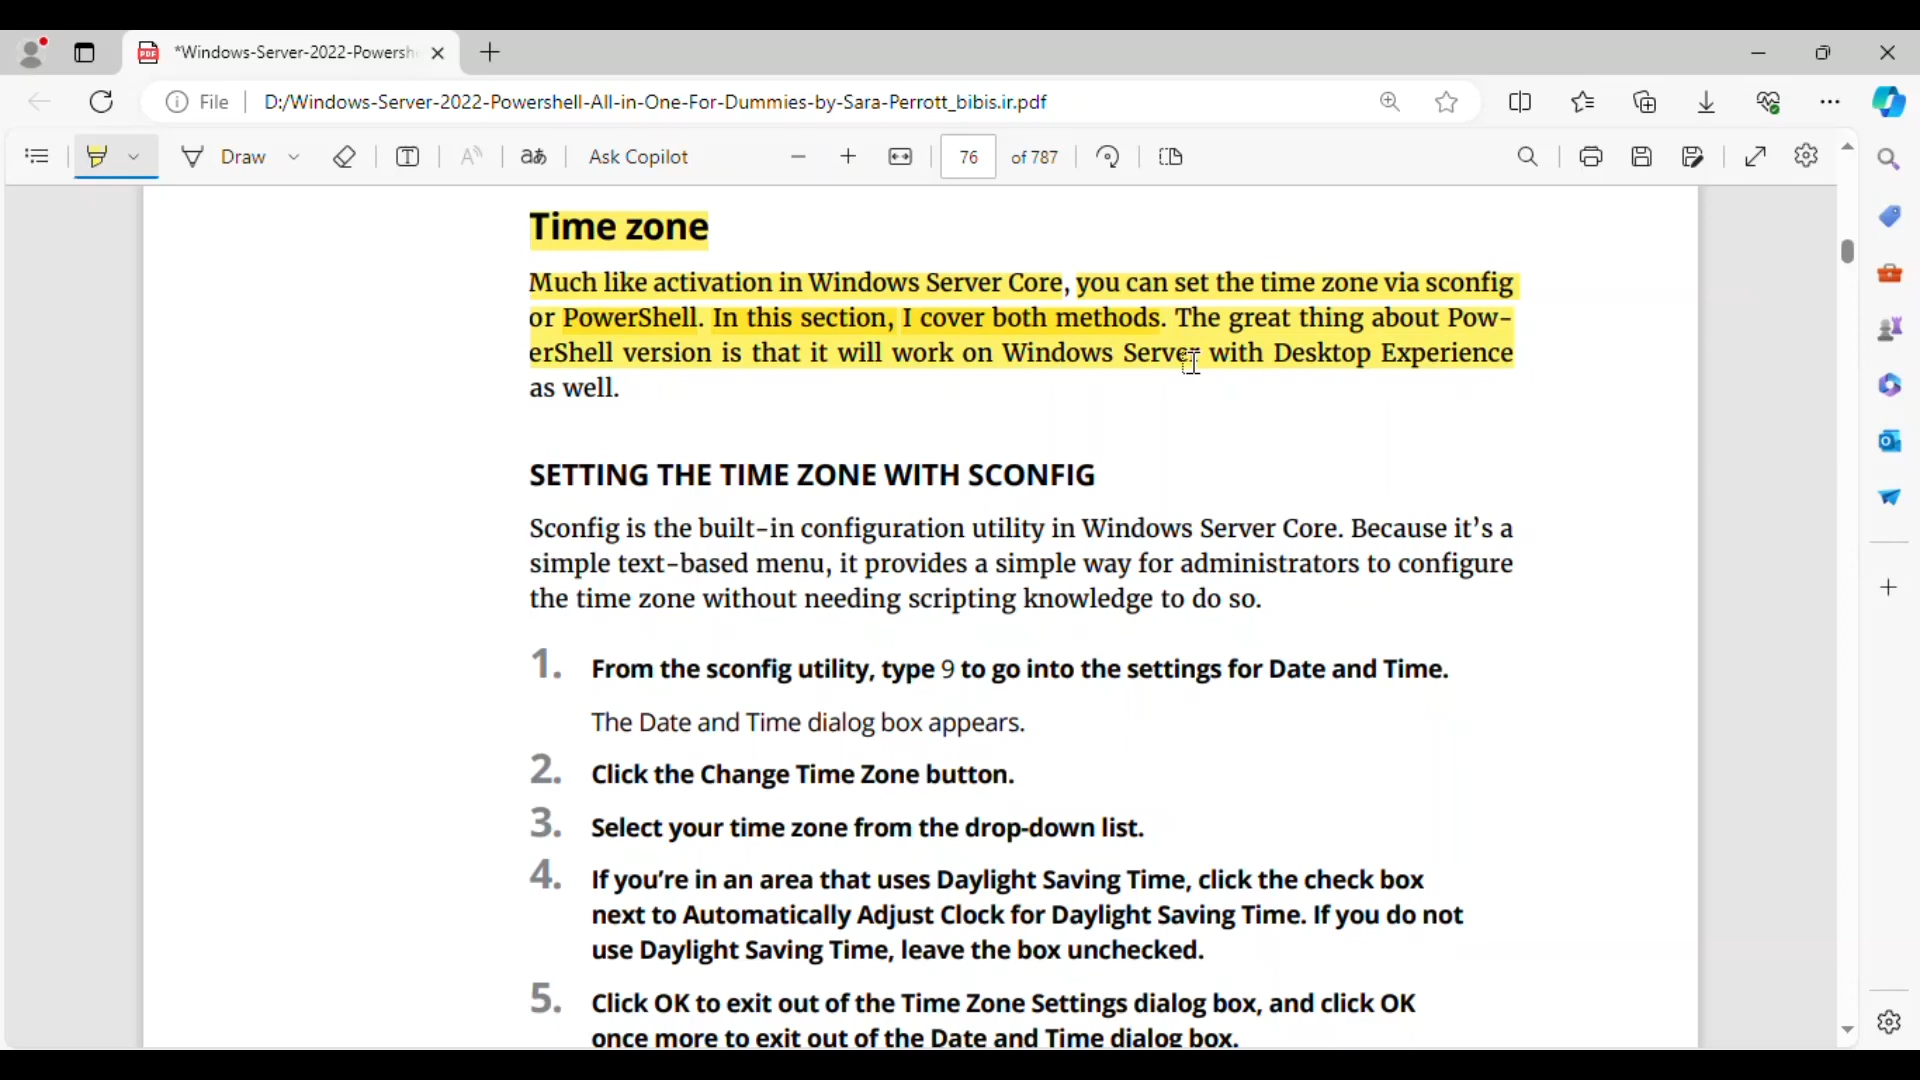 *Windows-Server-2022-Powersh
File
D:/Windows-Server-2022-Powershell-All-in-One-For-Dummies-by-Sara-Perrott_bibis.ir.pdf
Draw
Ask Copilot
76
of 787
Time zone
Much like activation in Windows Server Core, you can set the time zone via sconfig
or PowerShell. In this section, I cover both methods. The great thing about Pow-
erShell version is that it will work on Windows Server with Desktop Experience
as well.
SETTING THE TIME ZONE WITH SCONFIG
Sconfig is the built-in configuration utility in Windows Server Core. Because it’s a
simple text-based menu, it provides a simple way for administrators to configure
the time zone without needing scripting knowledge to do so.
1. From the sconfig utility, type 9 to go into the settings for Date and Time.
The Date and Time dialog box appears.
2. Click the Change Time Zone button.
3. Select your time zone from the drop-down list.
4. If you’re in an area that uses Daylight Saving Time, click the check box
next to Automatically Adjust Clock for Daylight Saving Time. If you do not
use Daylight Saving Time, leave the box unchecked.
5. Click OK to exit out of the Time Zone Settings dialog box, and click OK
once more to exit out of the Date and Time dialog box.